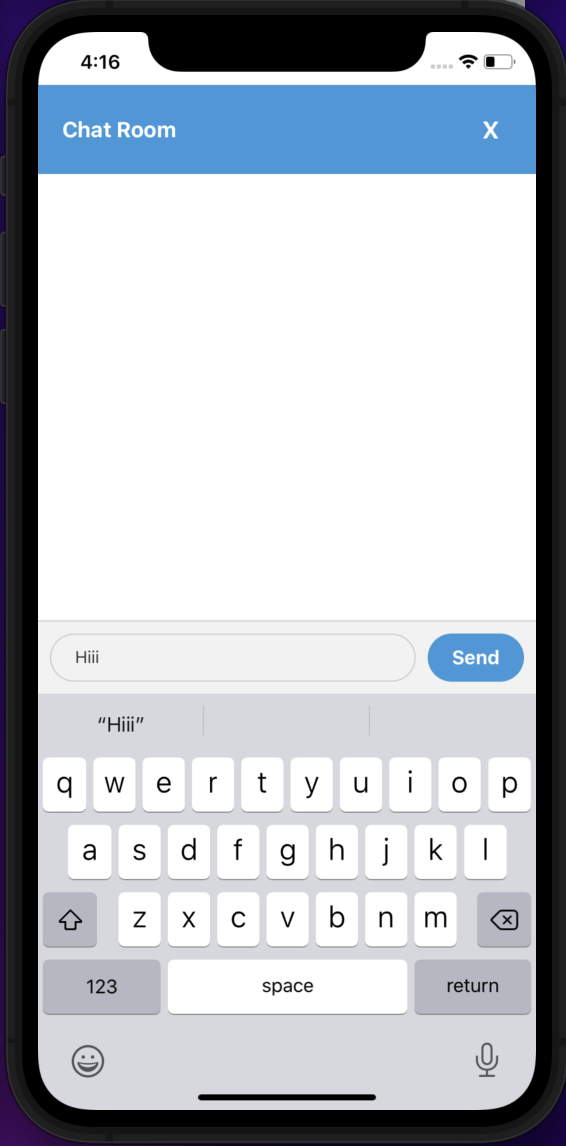 4:16
Chat Room X
Hiii Send
“Hiii”
q w e r t y u i o p
a s d f g h j k l
z x c v b n m
123 space return